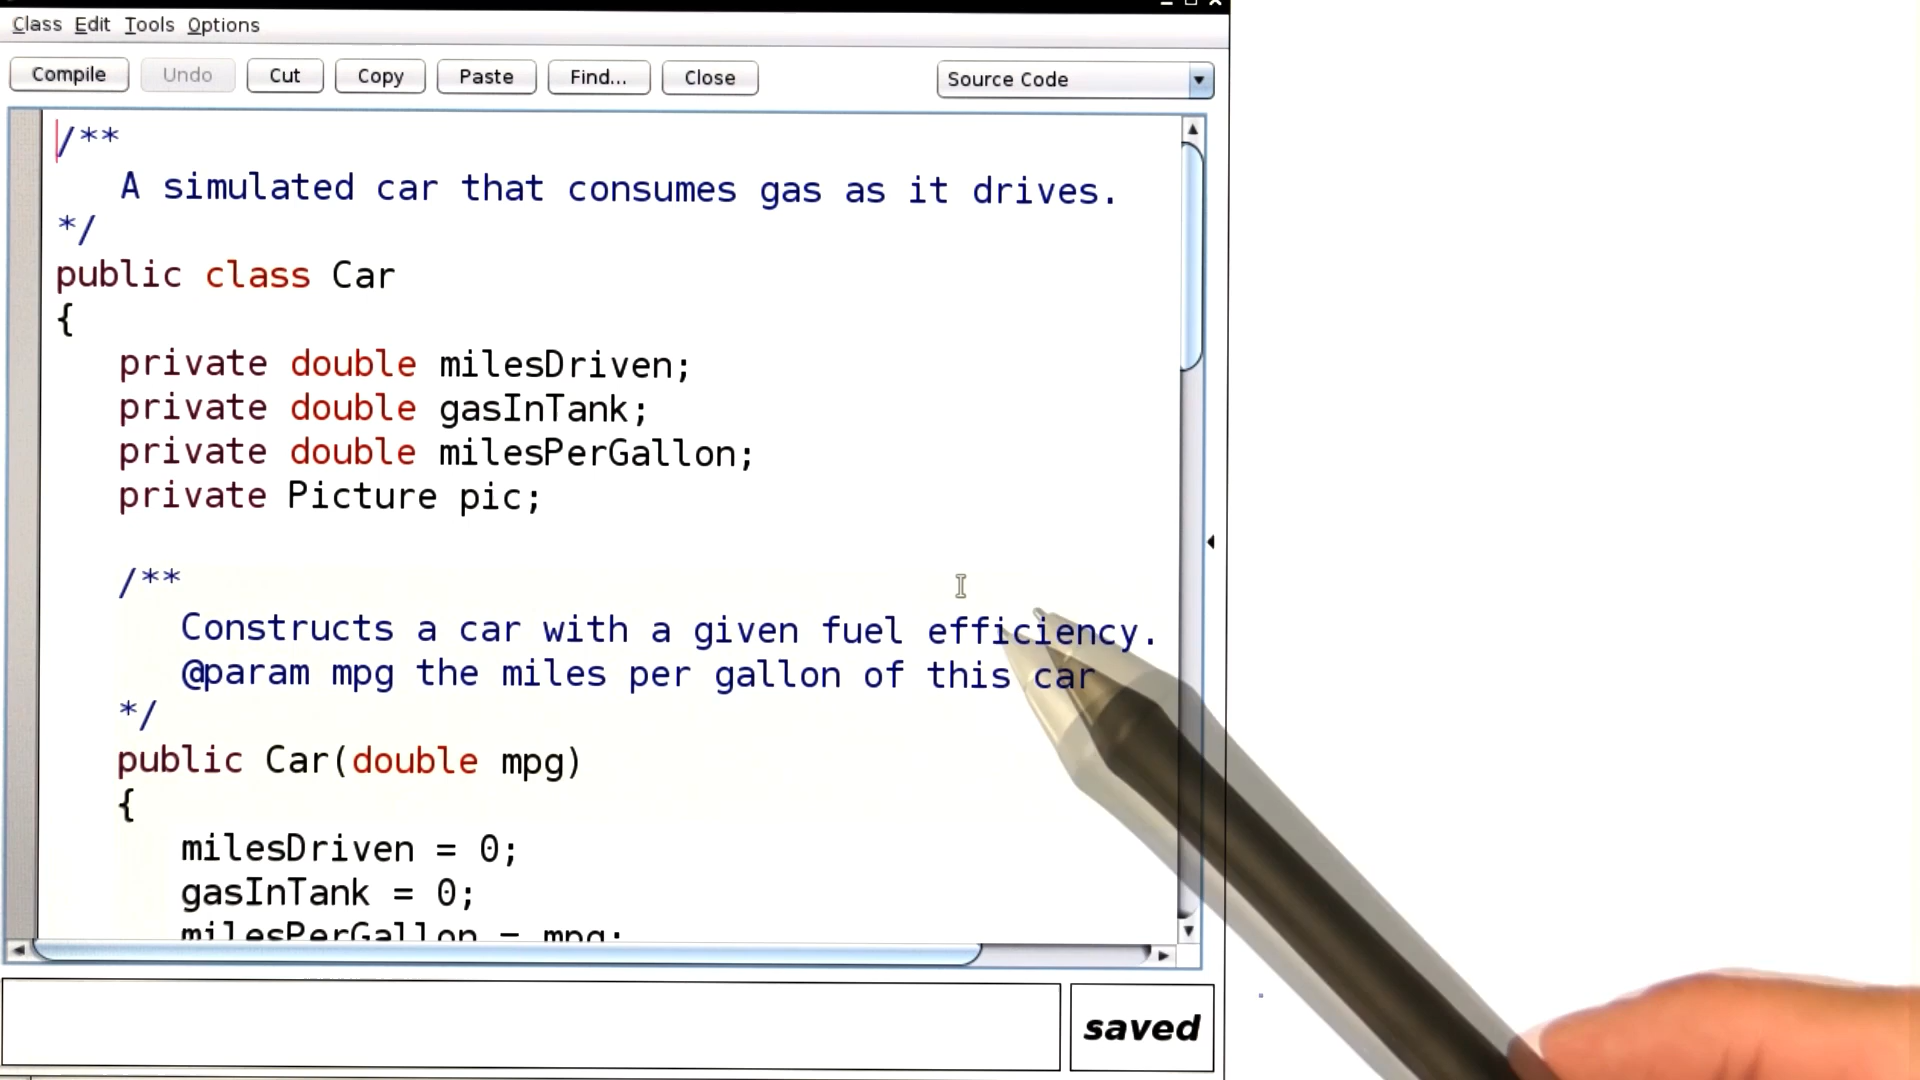 Class Edit Tools Options
Compile Undo Cut Copy Paste Find... Close Source Code
/**
A simulated car that consumes gas as it drives.
*/
public class Car
{
private double milesDriven;
private double gasInTank;
private double milesPerGallon;
private Picture pic;
/**
Constructs a car with a given fuel efficiency.
@param mpg the miles per gallon of this car
*/
public Car(double mpg)
{
milesDriven = 0;
gasInTank = 0;
milesPerGallon = mpg;
saved